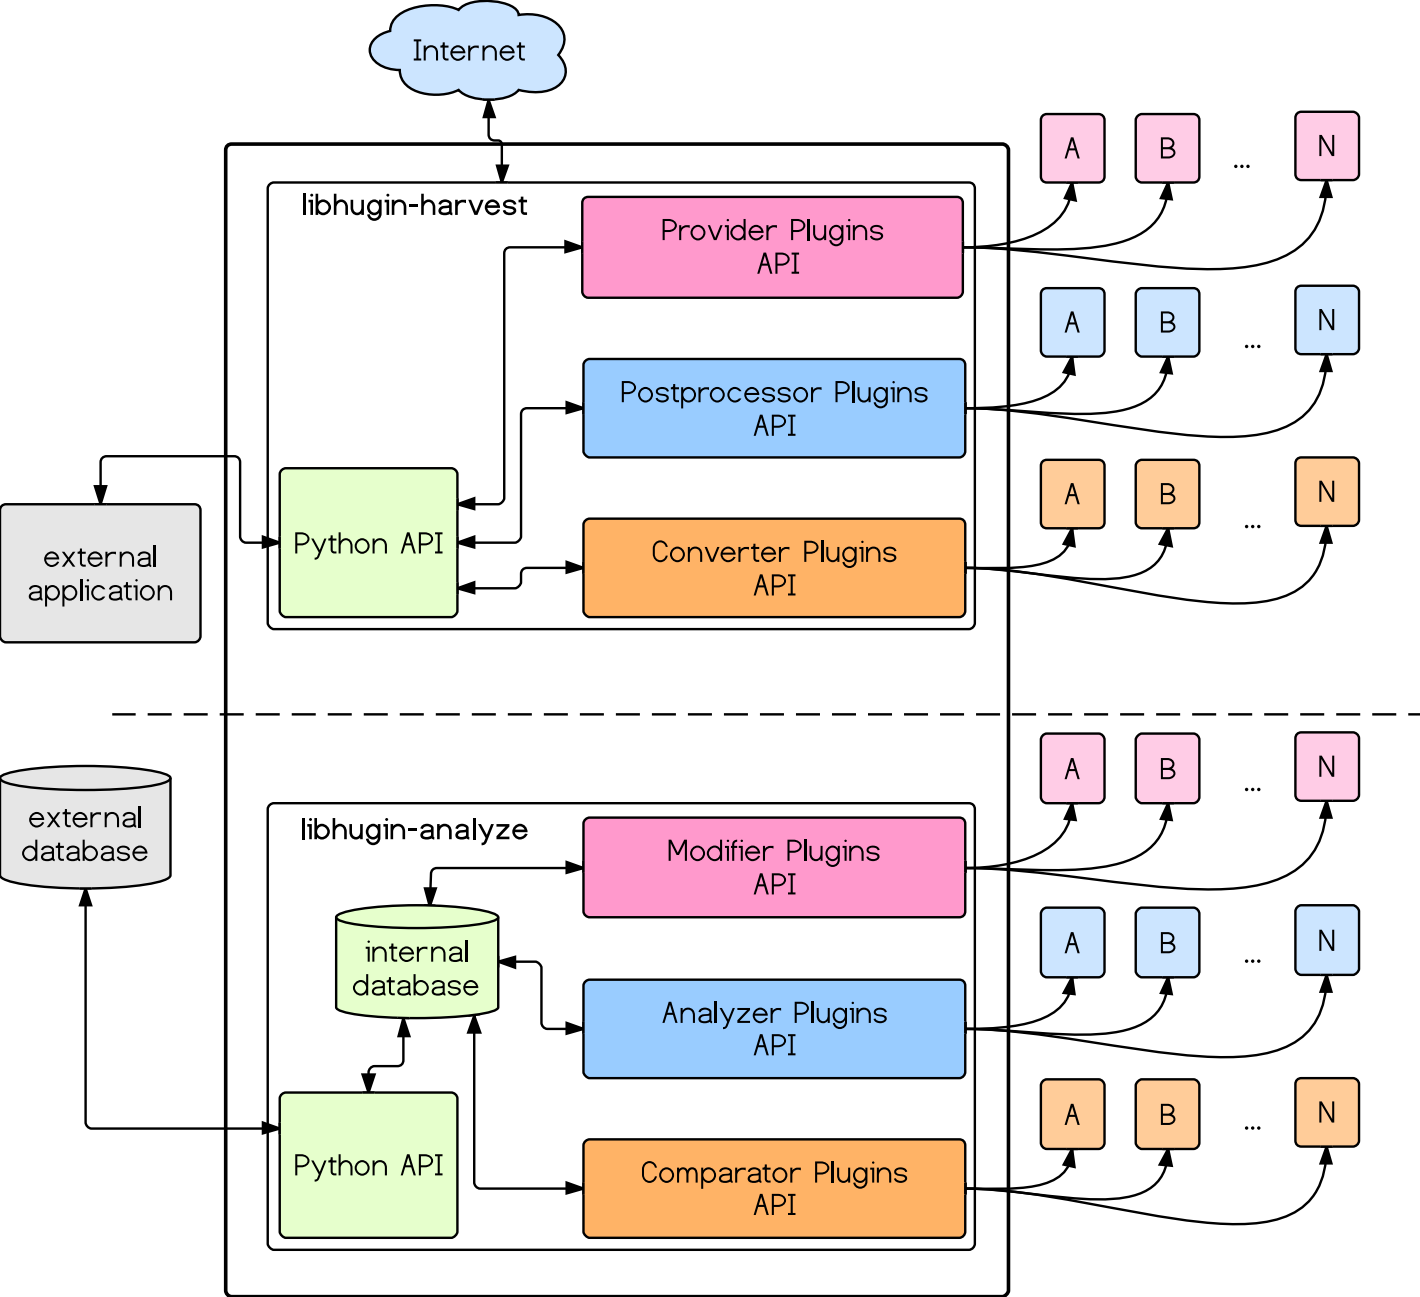 Internet
libhugin-harvest
Provider Plugins
API
A
B
...
N
Postprocessor Plugins
API
A
B
...
N
external
application
Python API
Converter Plugins
API
A
B
...
N
external
database
libhugin-analyze
Modifier Plugins
API
A
B
...
N
internal
database
Analyzer Plugins
API
A
B
...
N
Python API
Comparator Plugins
API
A
B
...
N